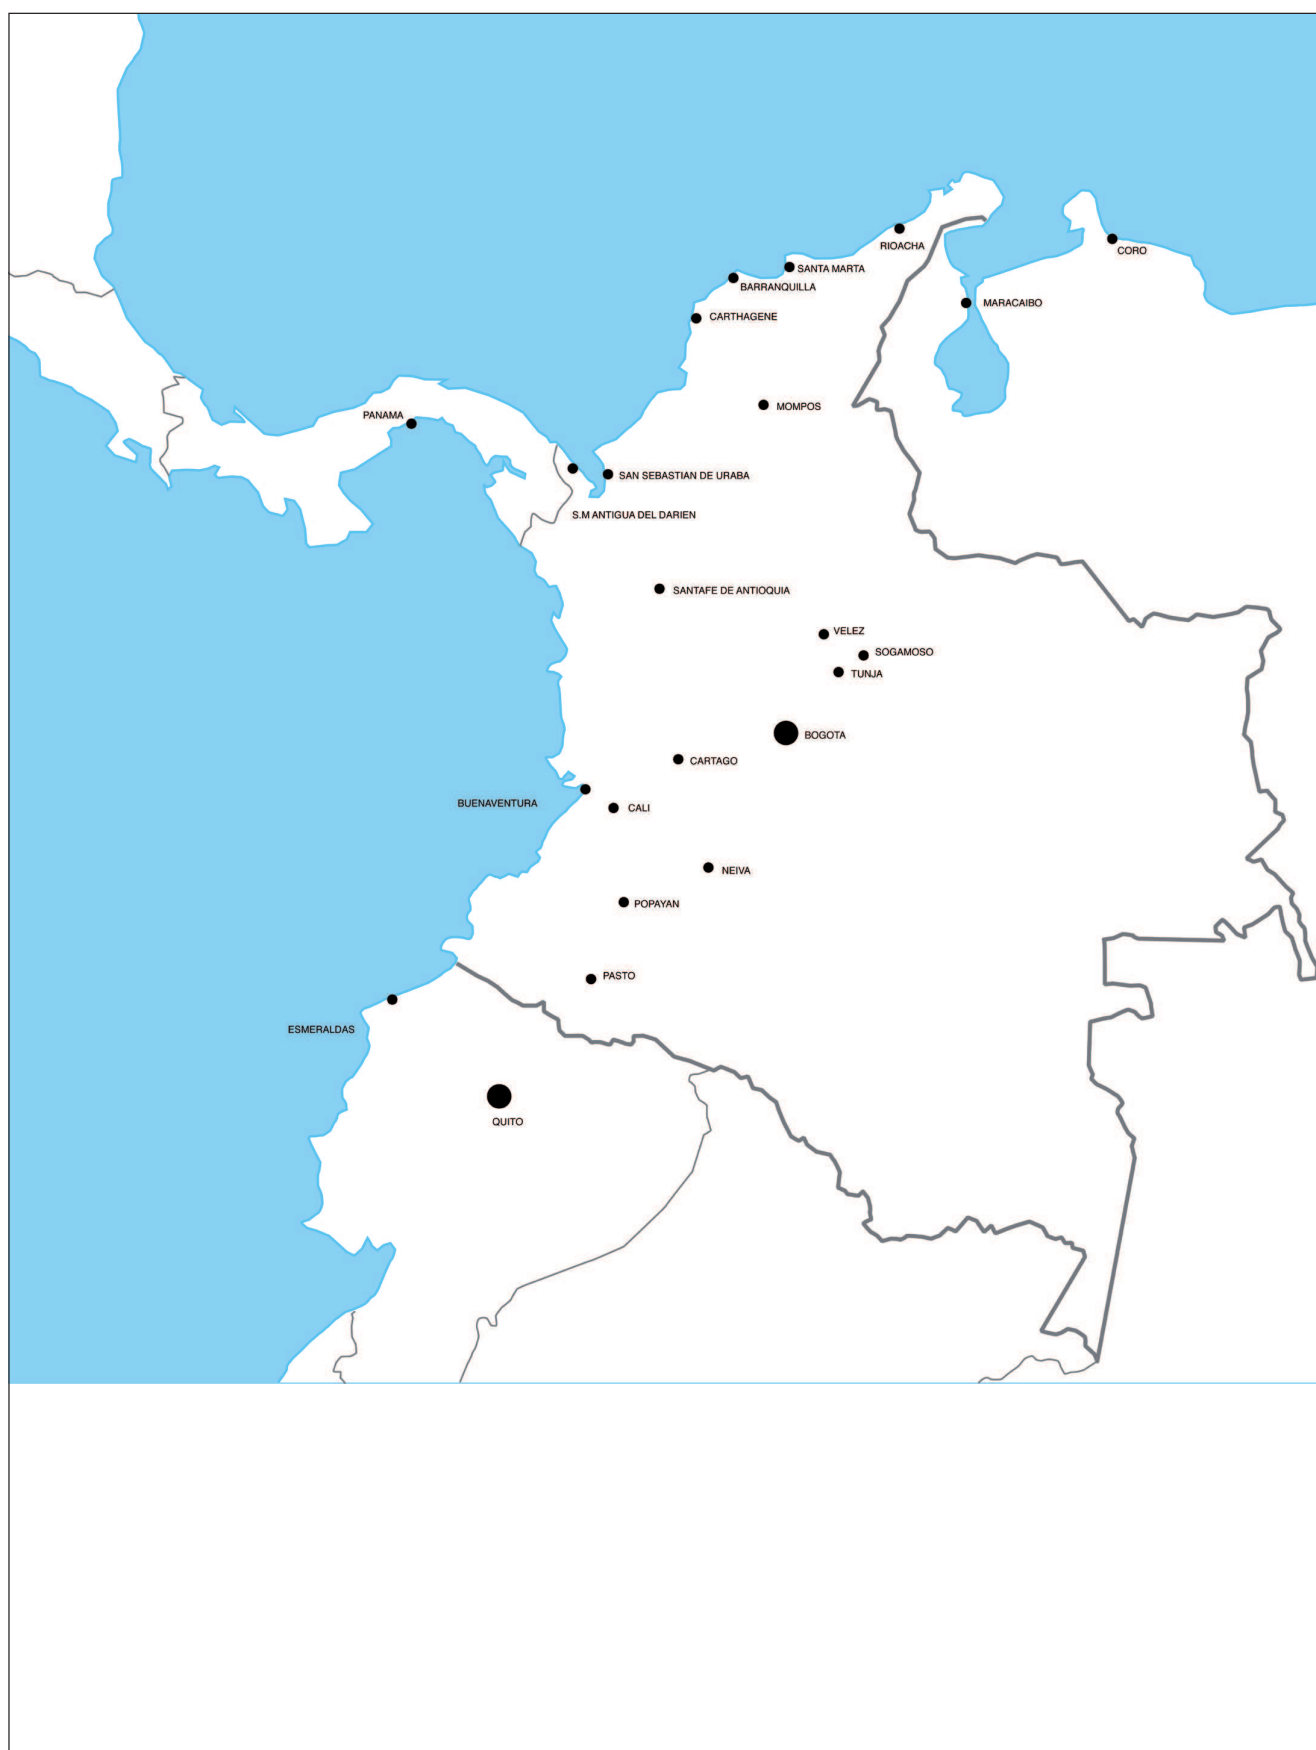 RIOACHA
CORO
SANTA MARTA
BARRANQUILLA
MARACAIBO
CARTHAGENE
MOMPOS
PANAMA
SAN SEBASTIAN DE URABA
S.M ANTIGUA DEL DARIEN
SANTAFE DE ANTIOQUIA
VELEZ
SOGAMOSO
TUNJA
BOGOTA
CARTAGO
BUENAVENTURA
CALI
NEIVA
POPAYAN
PASTO
ESMERALDAS
QUITO